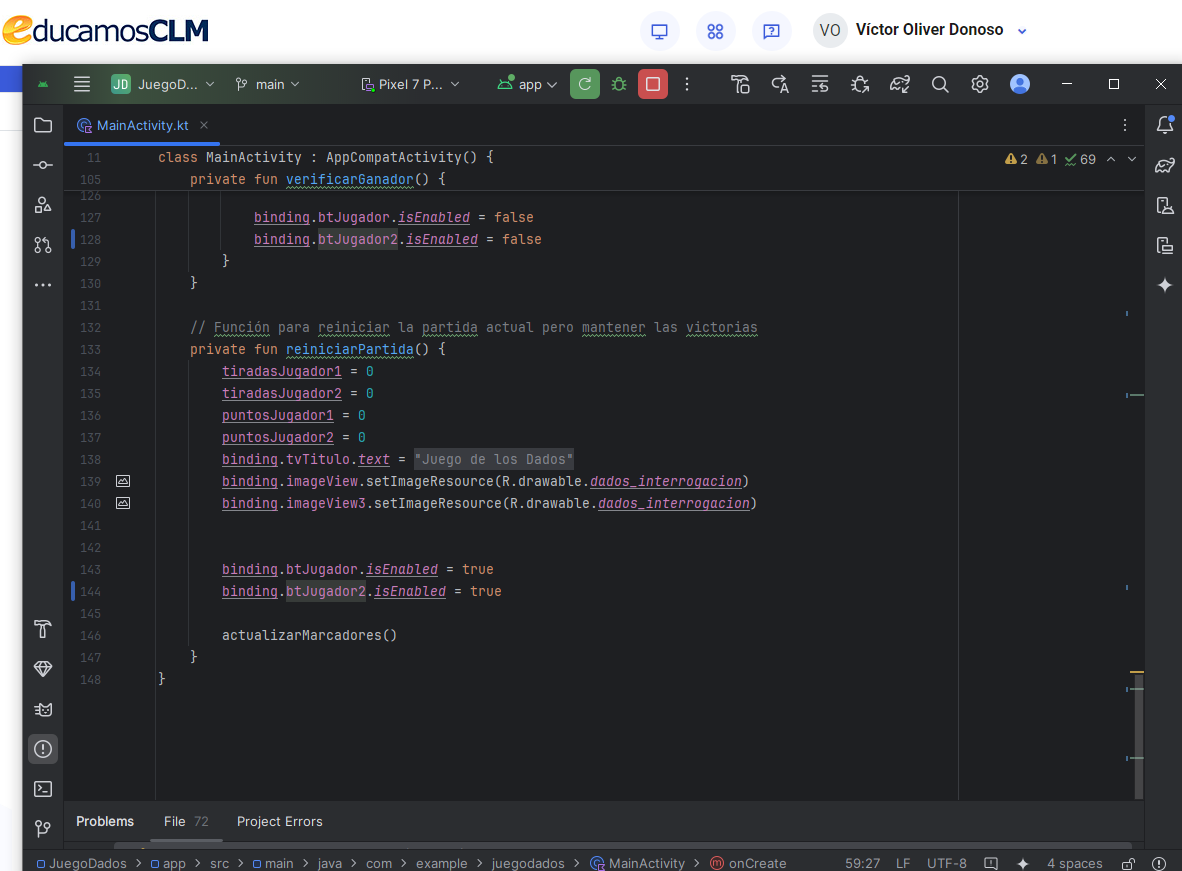 educamosCLM
VO Víctor Oliver Donoso
JD JuegoD... main Pixel 7 P... app
MainActivity.kt
11 class MainActivity : AppCompatActivity() { 2 1 69
105 private fun verificarGanador() {
126
127 binding.btJugador.isEnabled = false
128 binding.btJugador2.isEnabled = false
129 }
130 }
131
132 // Función para reiniciar la partida actual pero mantener las victorias
133 private fun reiniciarPartida() {
134 tiradasJugador1 = 0
135 tiradasJugador2 = 0
136 puntosJugador1 = 0
137 puntosJugador2 = 0
138 binding.tvTitulo.text = "Juego de los Dados"
139 binding.imageView.setImageResource(R.drawable.dados_interrogacion)
140 binding.imageView3.setImageResource(R.drawable.dados_interrogacion)
141
142
143 binding.btJugador.isEnabled = true
144 binding.btJugador2.isEnabled = true
145
146 actualizarMarcadores()
147 }
148 }
Problems File 72 Project Errors
JuegoDados > app > src > main > java > com > example > juegodados > MainActivity > onCreate 59:27 LF UTF-8 4 spaces